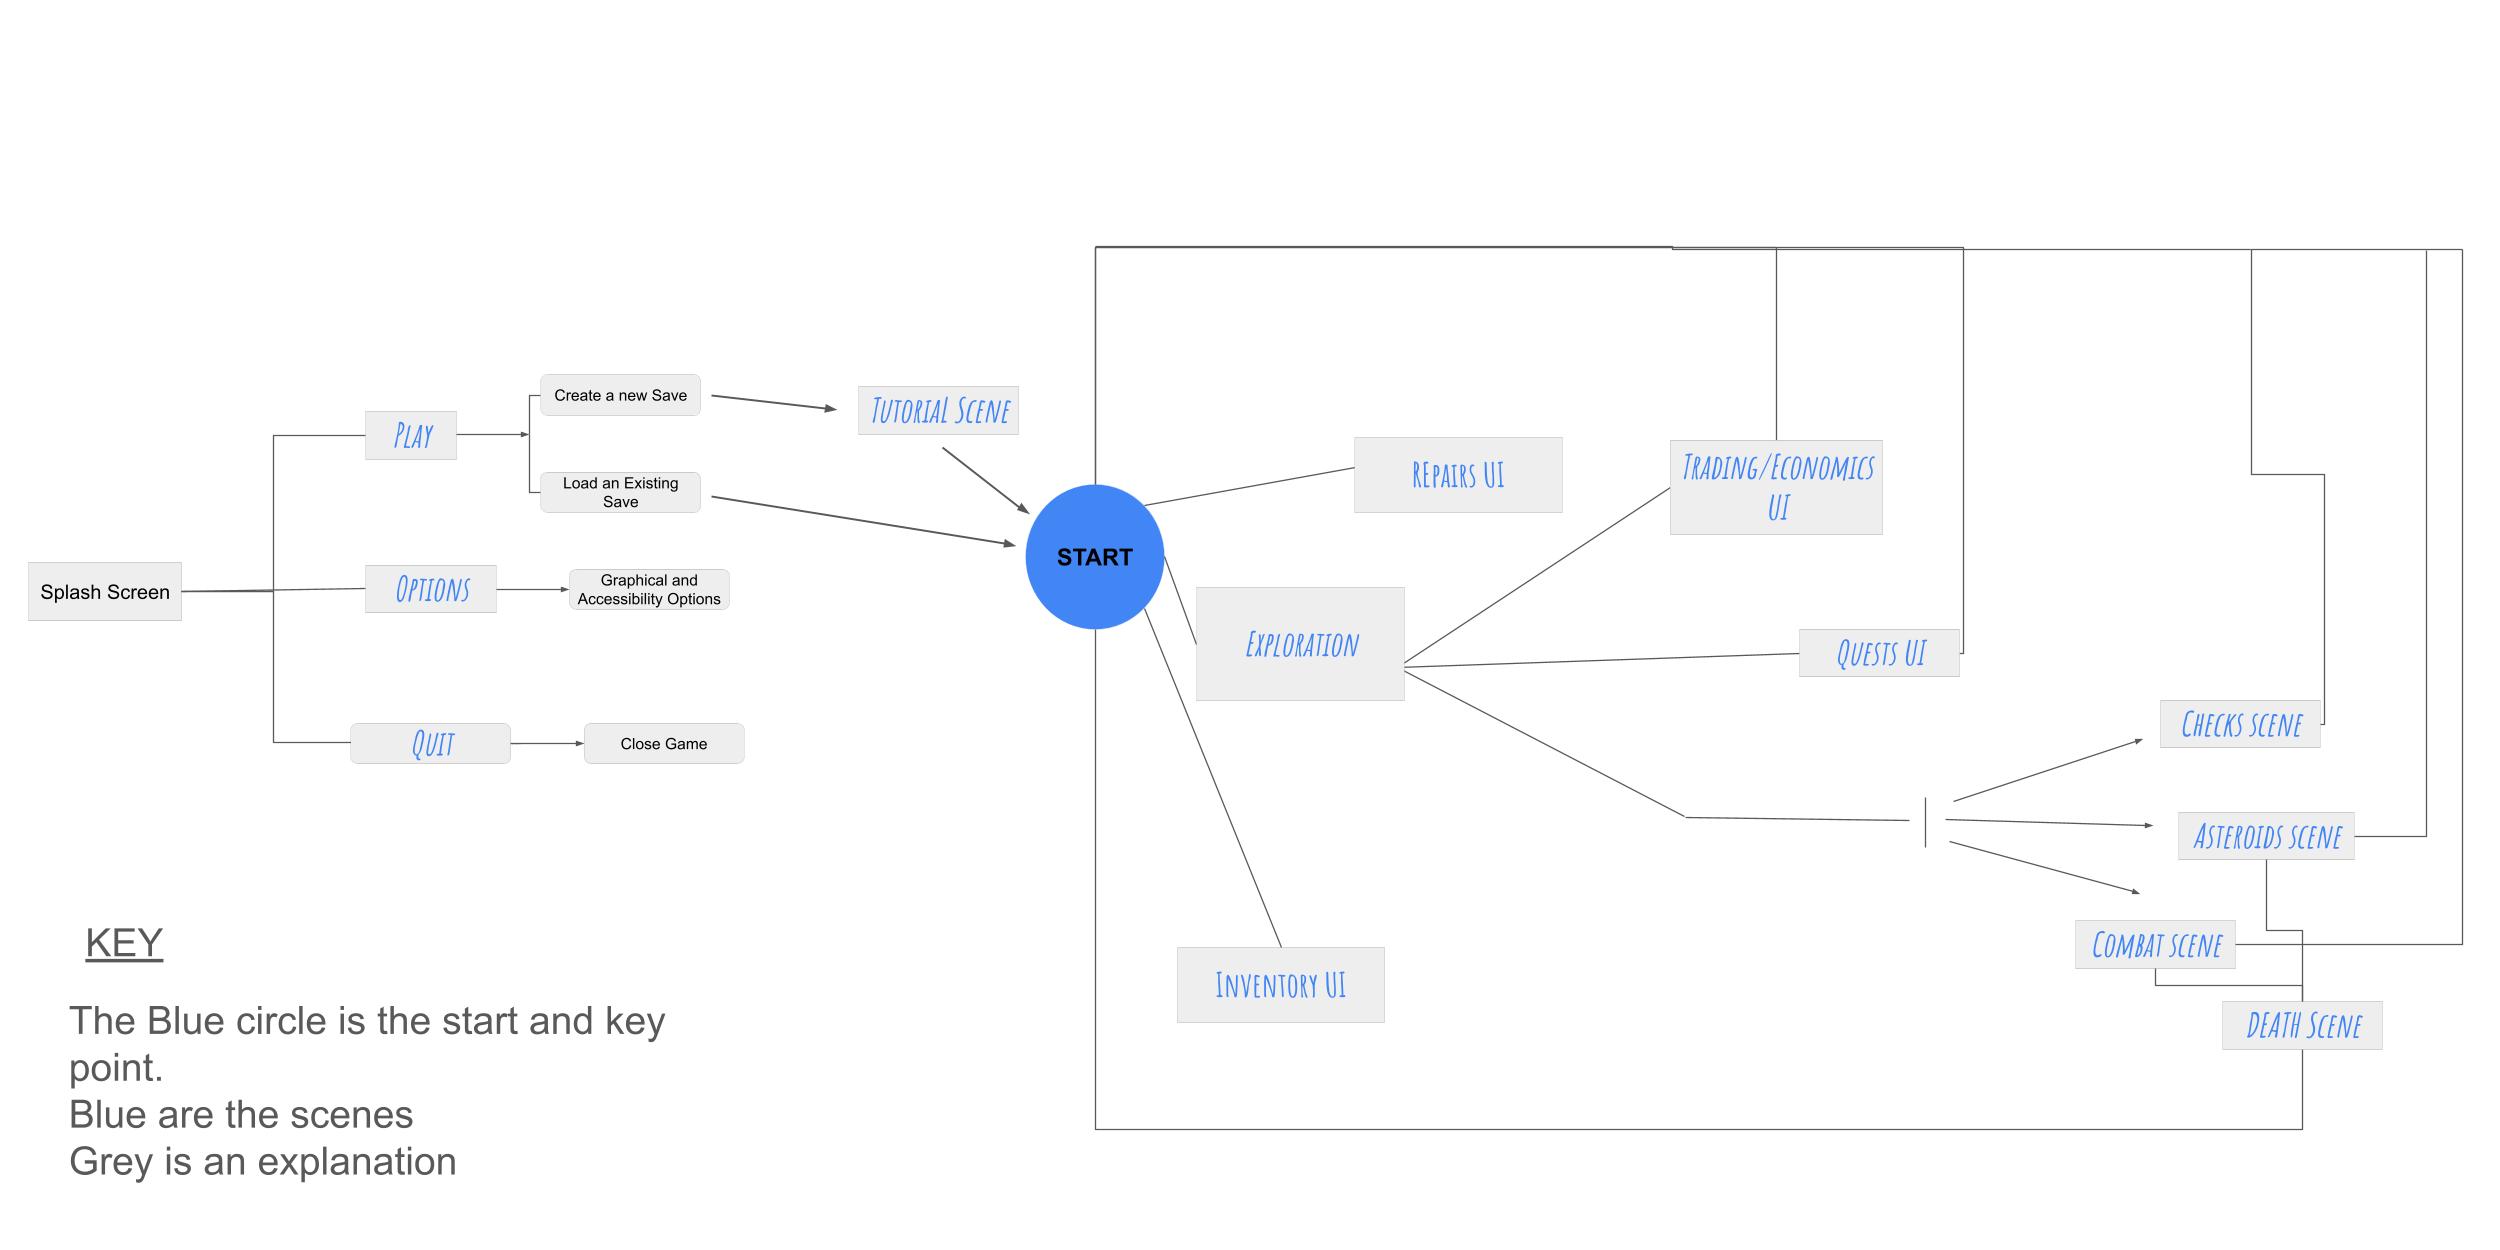 Create a new Save
Tutorial Scene
Play
Load an Existing
Save
Repairs UI
Trading/Economics
UI
START
Splash Screen
Options
Graphical and
Accessibility Options
Exploration
Quests UI
Quit
Close Game
Checks scene
Asteroids scene
Combat scene
Inventory UI
Death Scene
KEY
The Blue circle is the start and key
point.
Blue are the scenes
Grey is an explanation